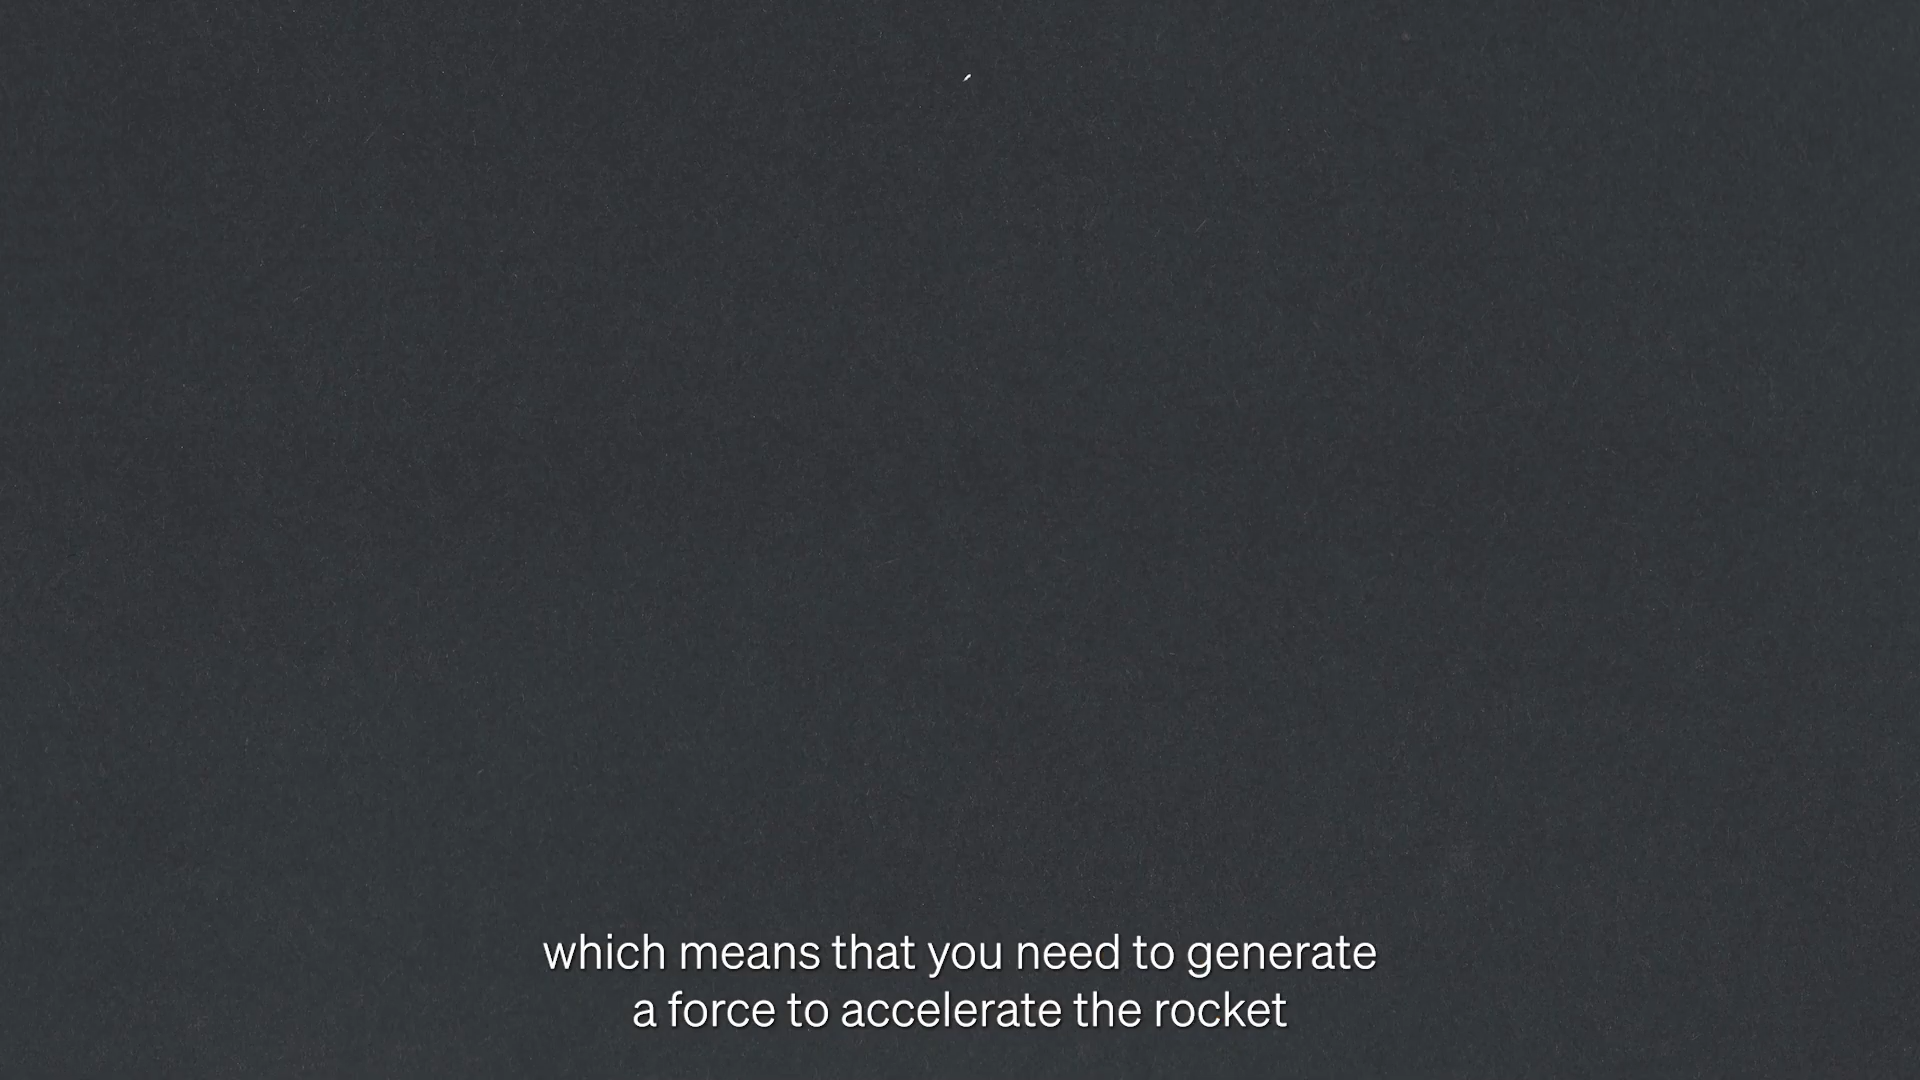 which means that you need to generate
a force to accelerate the rocket